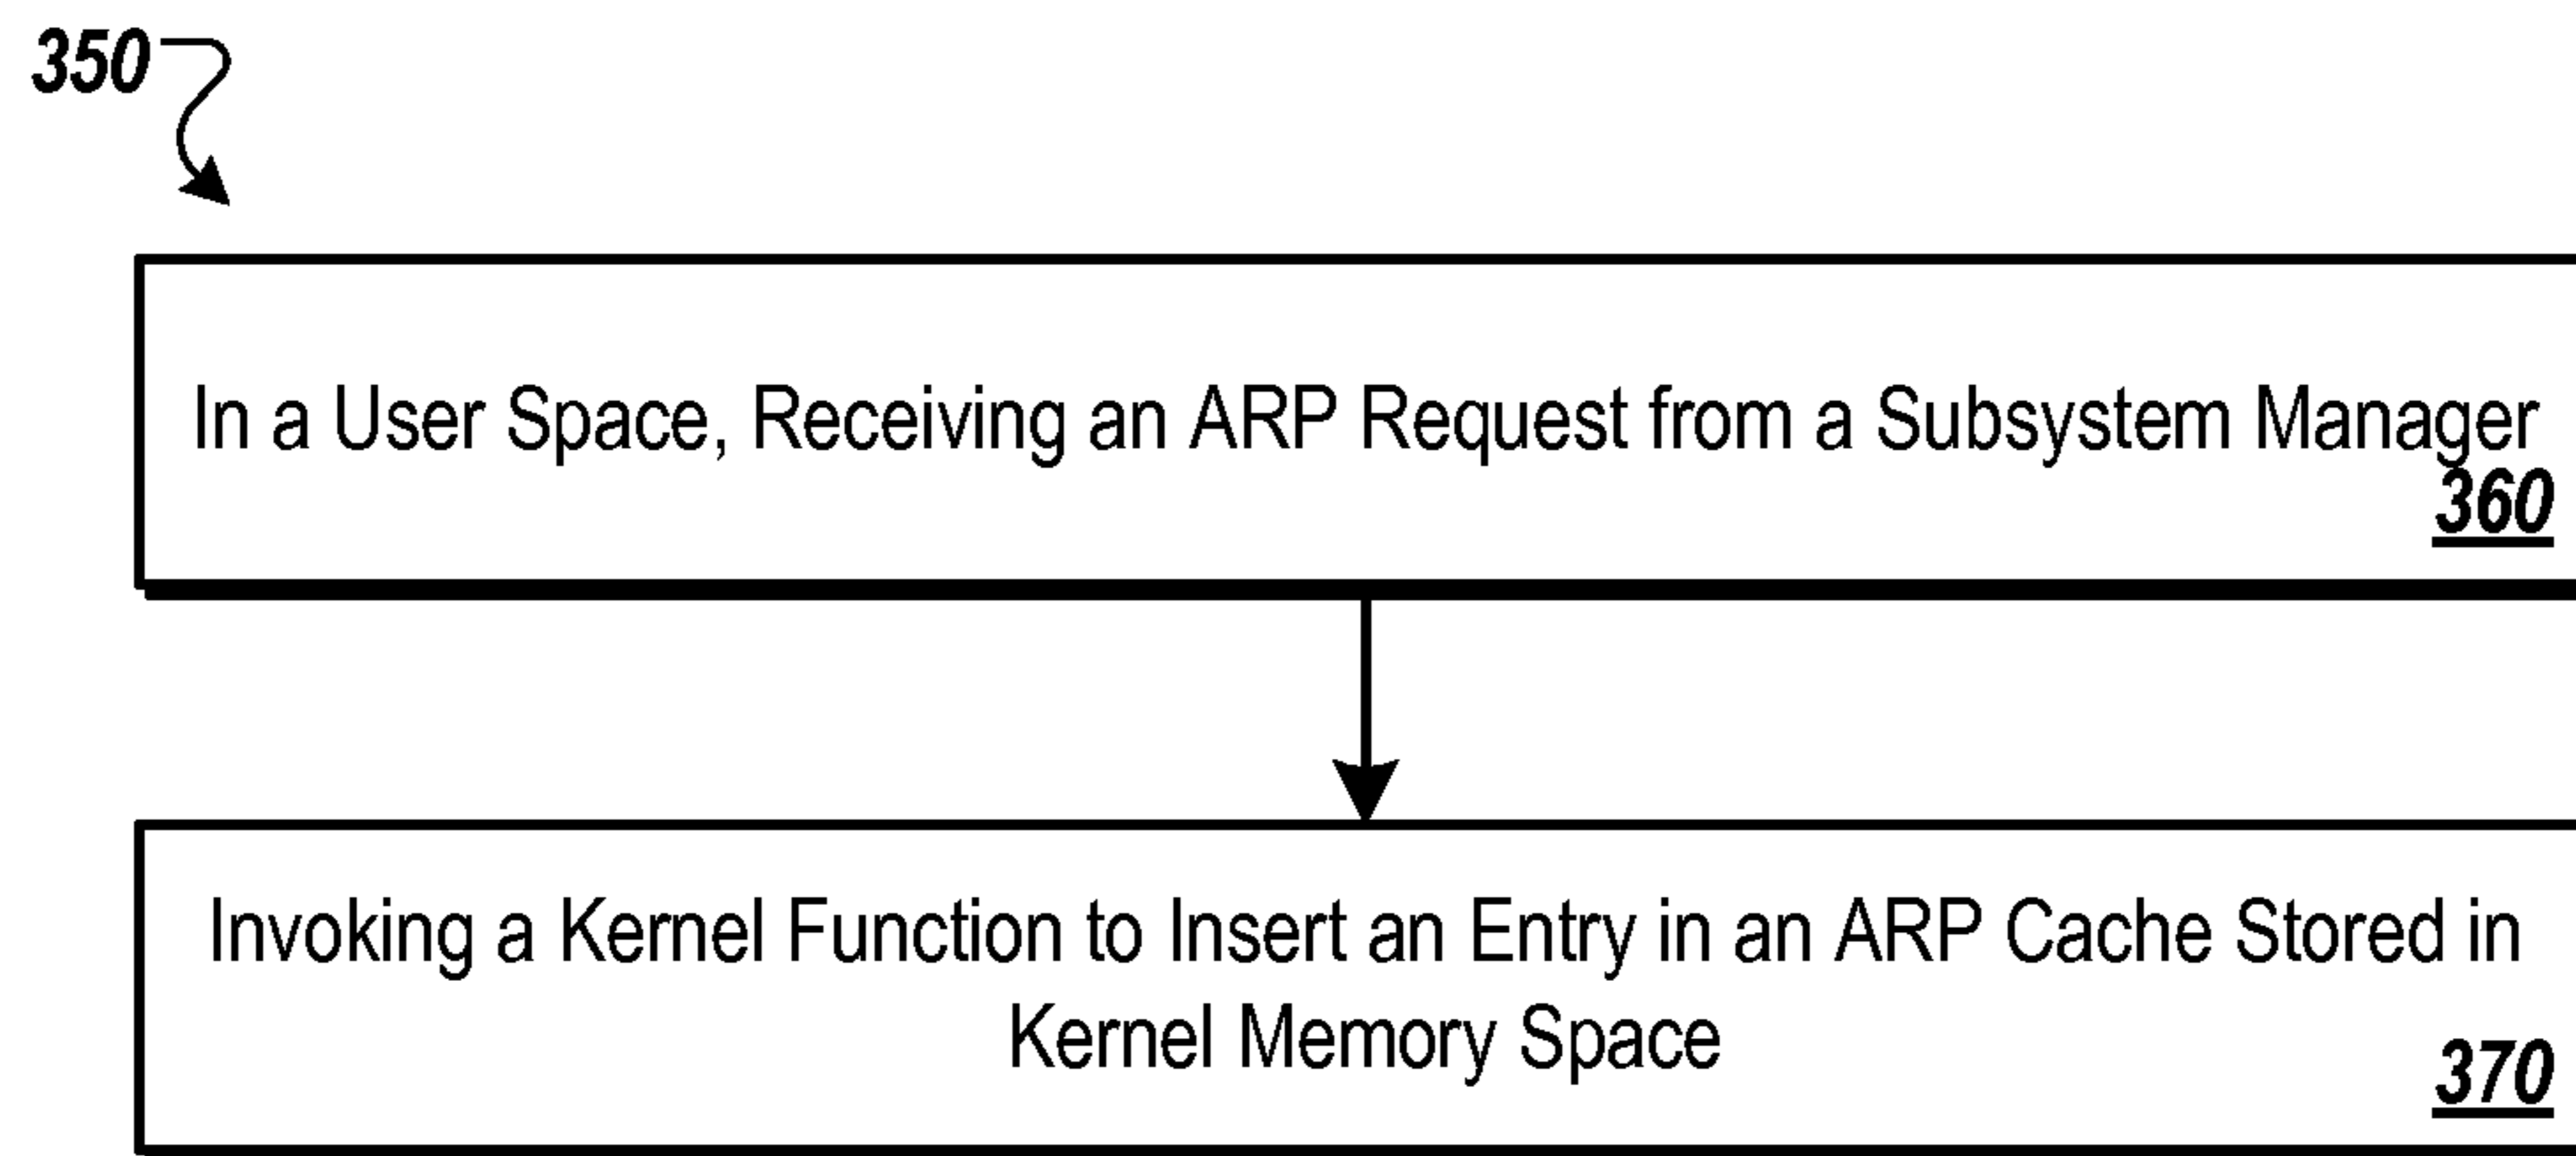 350
In a User Space, Receiving an ARP Request from a Subsystem Manager
360
Invoking a Kernel Function to Insert an Entry in an ARP Cache Stored in
Kernel Memory Space
370